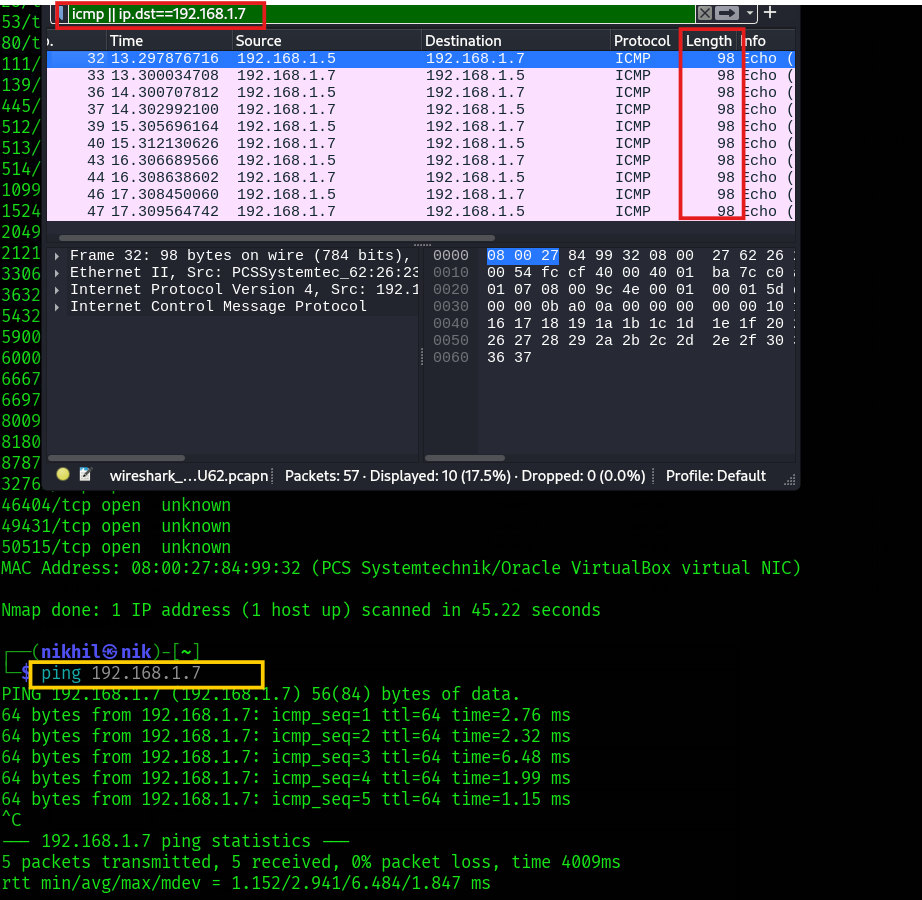 icmp || ip.dst==192.168.1.7
53/t
80/t
111/
139/
445/
512/
513/
514/
1099
1524
2049
2121
3306
3632
5432
5900
6000
6667
6697
8009
8180
8787
Time Source Destination Protocol Length Info
32 13.297876716 192.168.1.5 192.168.1.7 ICMP 98 Echo (
33 13.300034708 192.168.1.7 192.168.1.5 ICMP 98 Echo (
36 14.300707812 192.168.1.5 192.168.1.7 ICMP 98 Echo (
37 14.302992100 192.168.1.7 192.168.1.5 ICMP 98 Echo (
39 15.305696164 192.168.1.5 192.168.1.7 ICMP 98 Echo (
40 15.312130626 192.168.1.7 192.168.1.5 ICMP 98 Echo (
43 16.306689566 192.168.1.5 192.168.1.7 ICMP 98 Echo (
44 16.308638602 192.168.1.7 192.168.1.5 ICMP 98 Echo (
46 17.308450060 192.168.1.5 192.168.1.7 ICMP 98 Echo (
47 17.309564742 192.168.1.7 192.168.1.5 ICMP 98 Echo (
Frame 32: 98 bytes on wire (784 bits),
Ethernet II, Src: PCSSystemtec_62:26:23
Internet Protocol Version 4, Src: 192.1
Internet Control Message Protocol
0000 08 00 27 84 99 32 08 00 27 62 26
0010 00 54 fc cf 40 00 40 01 ba 7c c0
0020 01 07 08 00 9c 4e 00 01 00 01 5d
0030 00 00 0b a0 0a 00 00 00 00 00 10
0040 16 17 18 19 1a 1b 1c 1d 1e 1f 20
0050 26 27 28 29 2a 2b 2c 2d 2e 2f 30
0060 36 37
wireshark_...U62.pcapn Packets: 57 · Displayed: 10 (17.5%) · Dropped: 0 (0.0%) Profile: Default
46404/tcp open unknown
49431/tcp open unknown
50515/tcp open unknown
MAC Address: 08:00:27:84:99:32 (PCS Systemtechnik/Oracle VirtualBox virtual NIC)
Nmap done: 1 IP address (1 host up) scanned in 45.22 seconds
┌──(nikhil㉿nik)-[~]
└─$ ping 192.168.1.7
PING 192.168.1.7 (192.168.1.7) 56(84) bytes of data.
64 bytes from 192.168.1.7: icmp_seq=1 ttl=64 time=2.76 ms
64 bytes from 192.168.1.7: icmp_seq=2 ttl=64 time=2.32 ms
64 bytes from 192.168.1.7: icmp_seq=3 ttl=64 time=6.48 ms
64 bytes from 192.168.1.7: icmp_seq=4 ttl=64 time=1.99 ms
64 bytes from 192.168.1.7: icmp_seq=5 ttl=64 time=1.15 ms
^C
── 192.168.1.7 ping statistics ──
5 packets transmitted, 5 received, 0% packet loss, time 4009ms
rtt min/avg/max/mdev = 1.152/2.941/6.484/1.847 ms